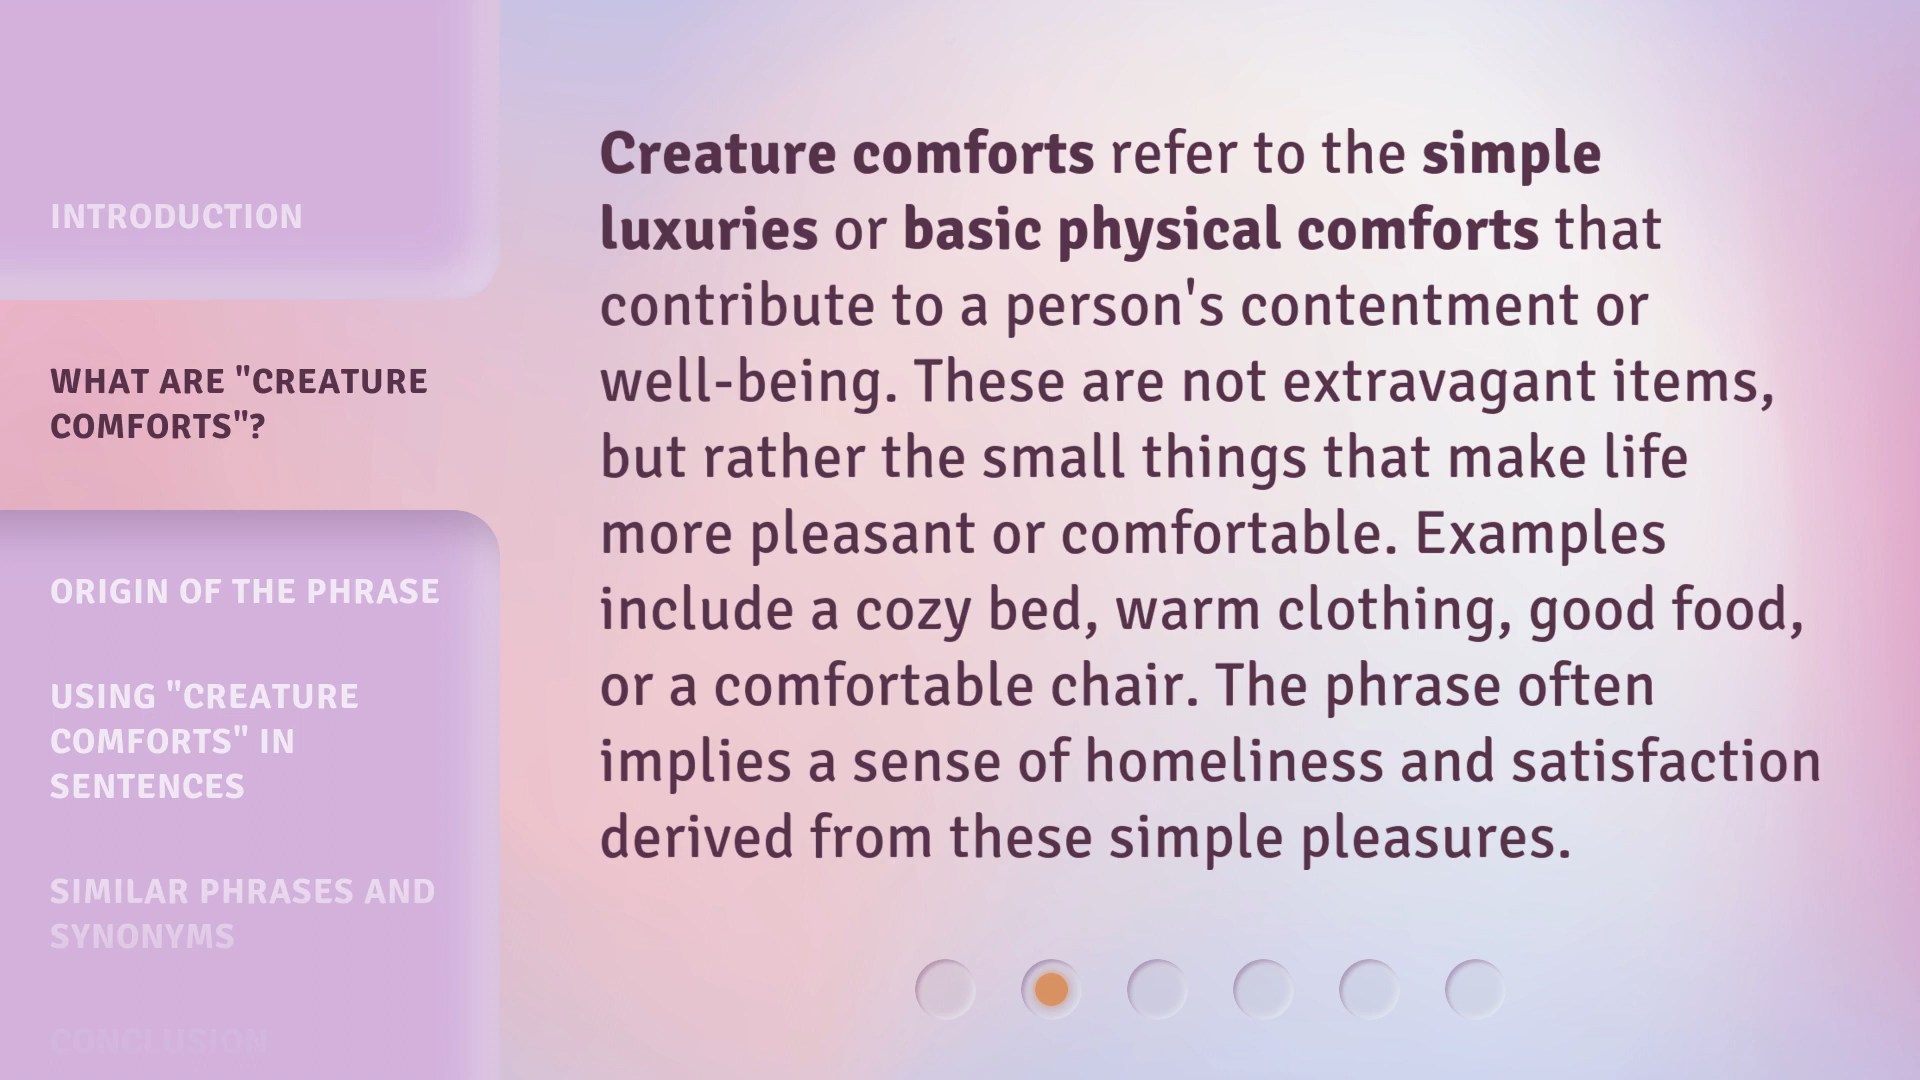 INTRODUCTION
WHAT ARE "CREATURE
COMFORTS"?
ORIGIN OF THE PHRASE
USING "CREATURE
COMFORTS" IN
SENTENCES
SIMILAR PHRASES AND
SYNONYMS
CONCLUSION
Creature comforts refer to the simple
luxuries or basic physical comforts that
contribute to a person's contentment or
well-being. These are not extravagant items,
but rather the small things that make life
more pleasant or comfortable. Examples
include a cozy bed, warm clothing, good food,
or a comfortable chair. The phrase often
implies a sense of homeliness and satisfaction
derived from these simple pleasures.